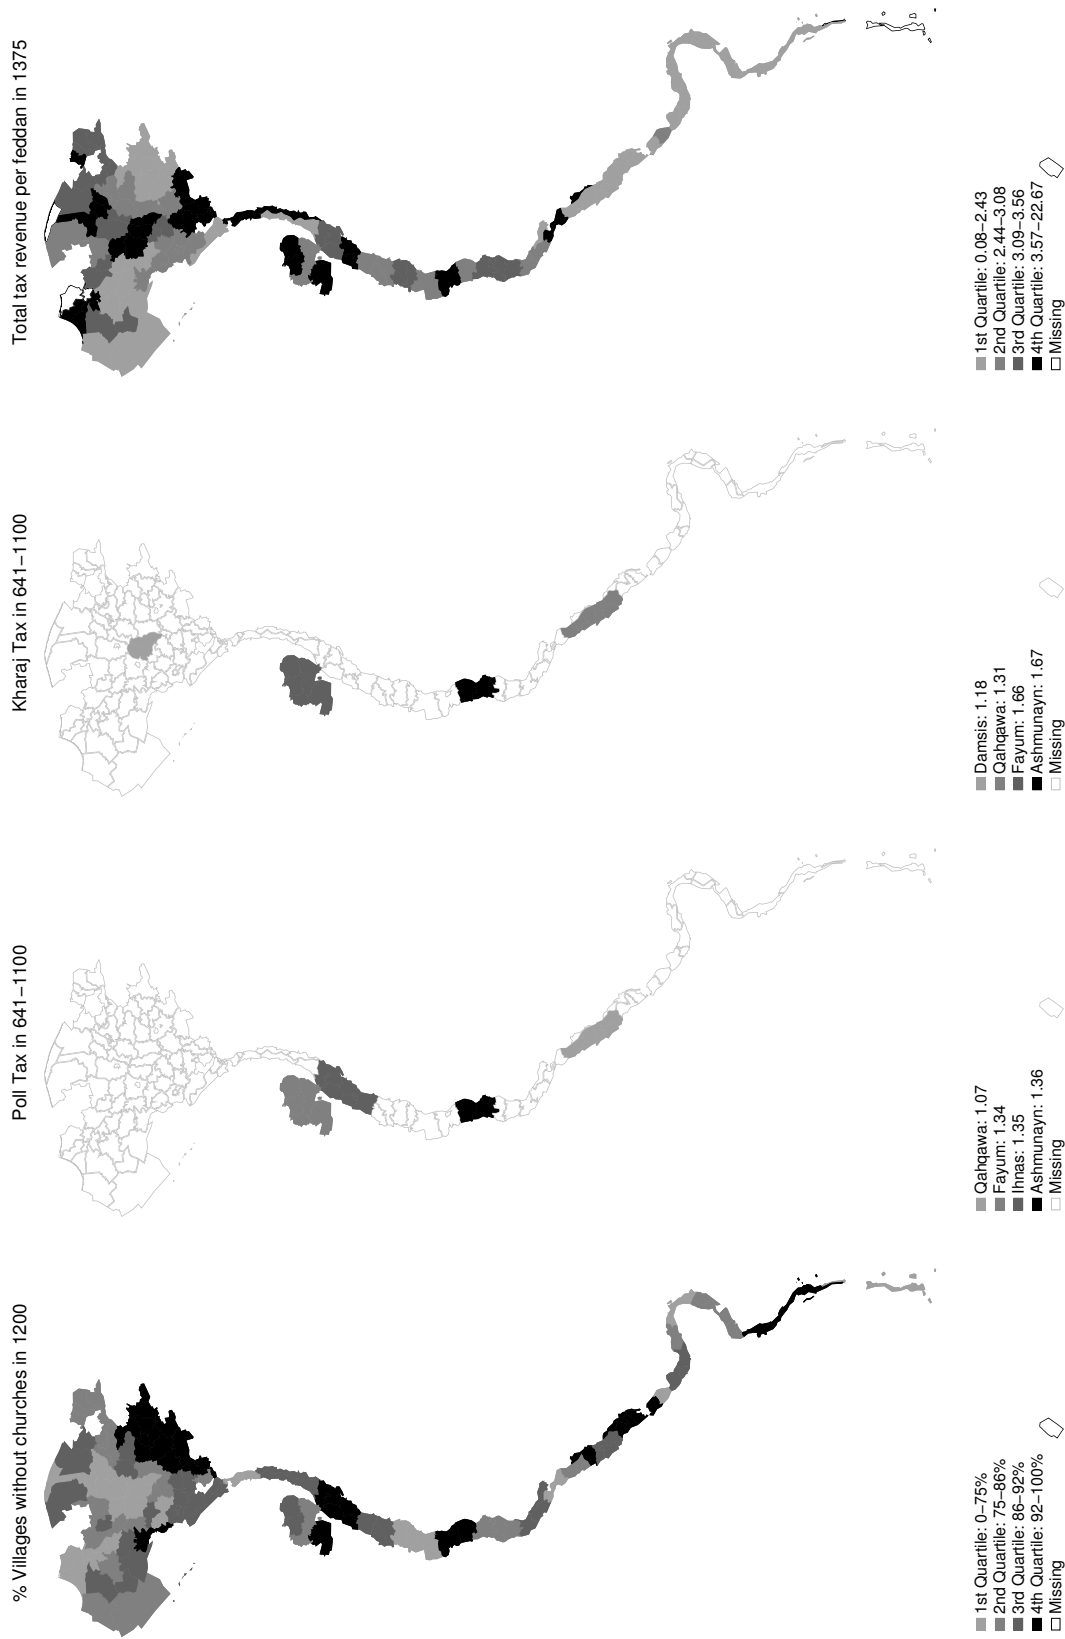 % Villages without churches in 1200
1st Quartile: 0–75%
2nd Quartile: 75–86%
3rd Quartile: 86–92%
4th Quartile: 92–100%
Missing
Poll Tax in 641–1100
Qahqawa: 1.07
Fayum: 1.34
Ihnas: 1.35
Ashmunayn: 1.36
Missing
Kharaj Tax in 641–1100
Damsis: 1.18
Qahqawa: 1.31
Fayum: 1.66
Ashmunayn: 1.67
Missing
Total tax revenue per feddan in 1375
1st Quartile: 0.08–2.43
2nd Quartile: 2.44–3.08
3rd Quartile: 3.09–3.56
4th Quartile: 3.57–22.67
Missing